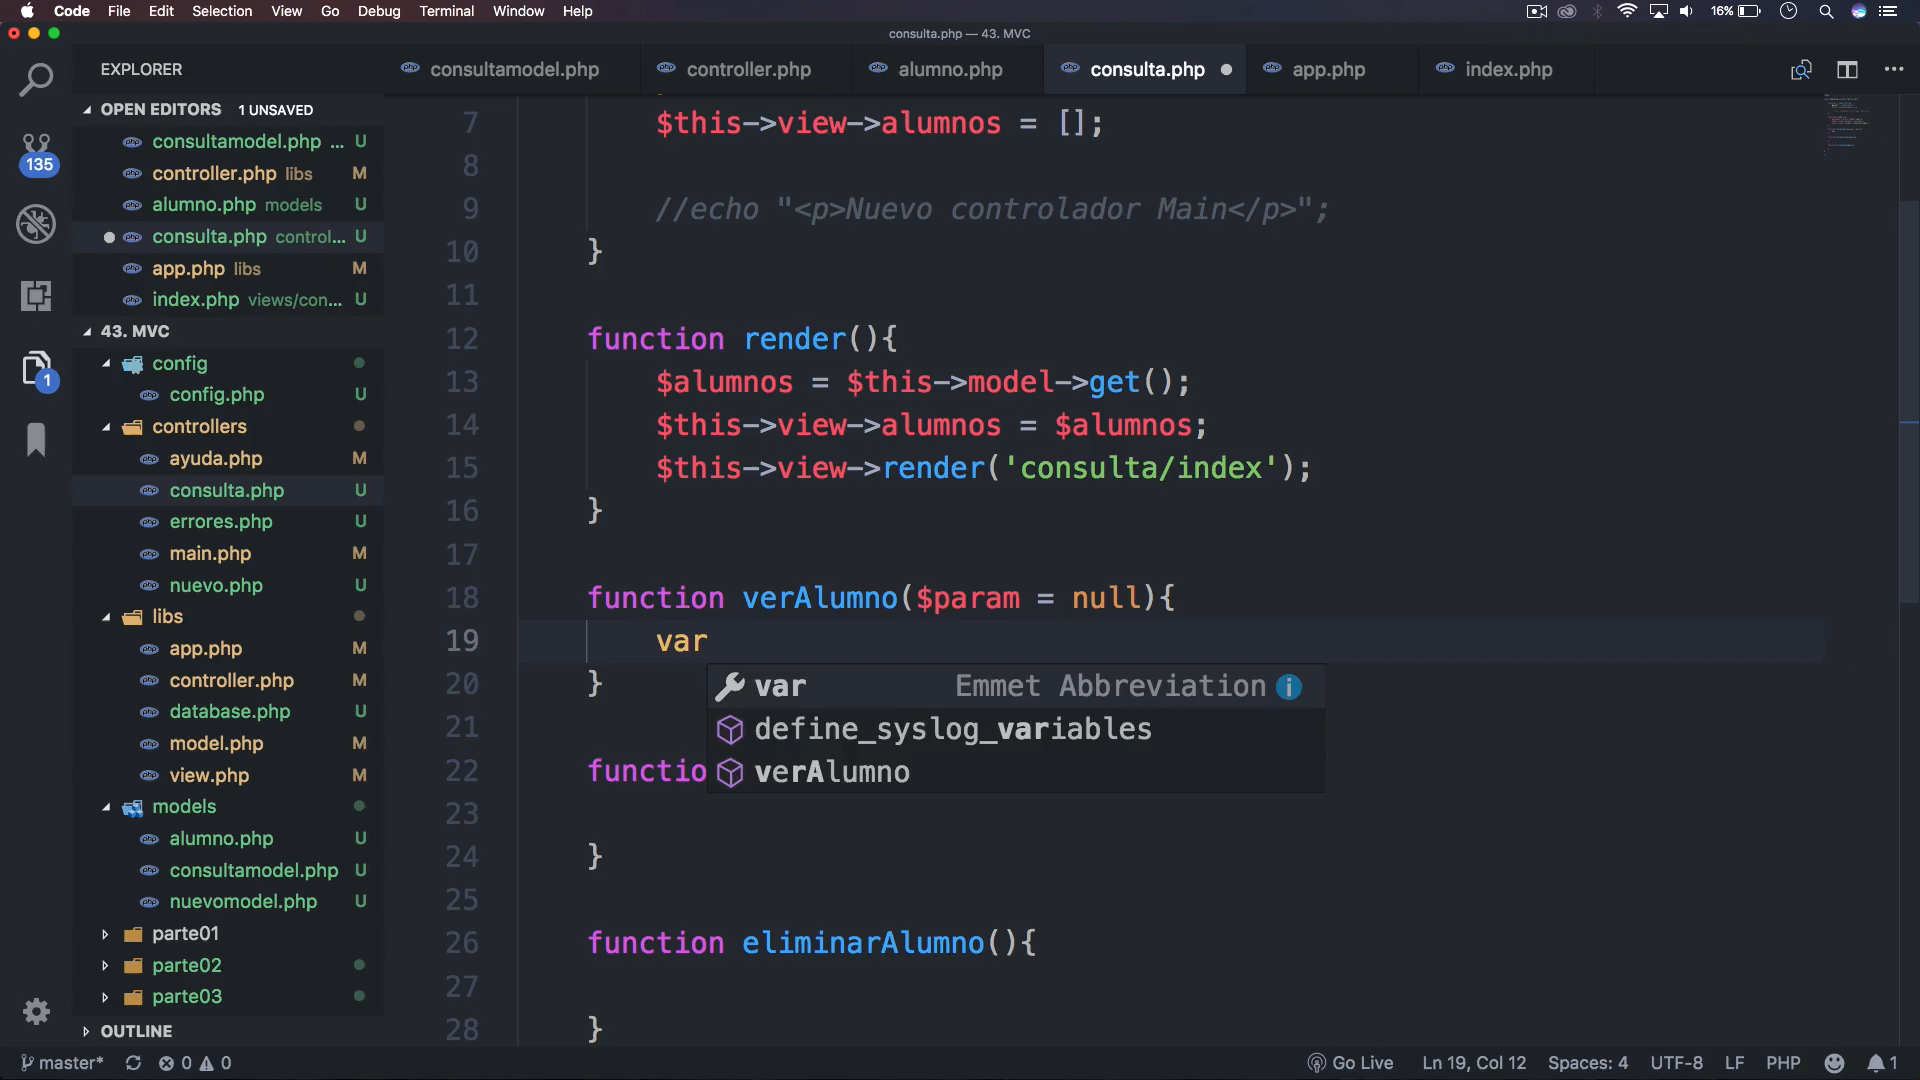 Code File Edit Selection View Go Debug Terminal Window Help 16%
consulta.php — 43. MVC
EXPLORER
OPEN EDITORS 1 UNSAVED
consultamodel.php ... U
controller.php libs M
alumno.php models U
consulta.php control... U
app.php libs M
index.php views/con... U
43. MVC
config
config.php U
controllers
ayuda.php M
consulta.php U
errores.php U
main.php M
nuevo.php U
libs
app.php M
controller.php M
database.php U
model.php M
view.php M
models
alumno.php U
consultamodel.php U
nuevomodel.php U
parte01
parte02
parte03
OUTLINE
135
1
consultamodel.php controller.php alumno.php consulta.php app.php index.php
7 $this->view->alumnos = [];
8
9 //echo "<p>Nuevo controlador Main</p>";
10 }
11
12 function render(){
13 $alumnos = $this->model->get();
14 $this->view->alumnos = $alumnos;
15 $this->view->render('consulta/index');
16 }
17
18 function verAlumno($param = null){
19 var
20 }
21
22 functio
23
24 }
25
26 function eliminarAlumno(){
27
28 }
var Emmet Abbreviation
define_syslog_variables
verAlumno
master* 0 0 Go Live Ln 19, Col 12 Spaces: 4 UTF-8 LF PHP 1